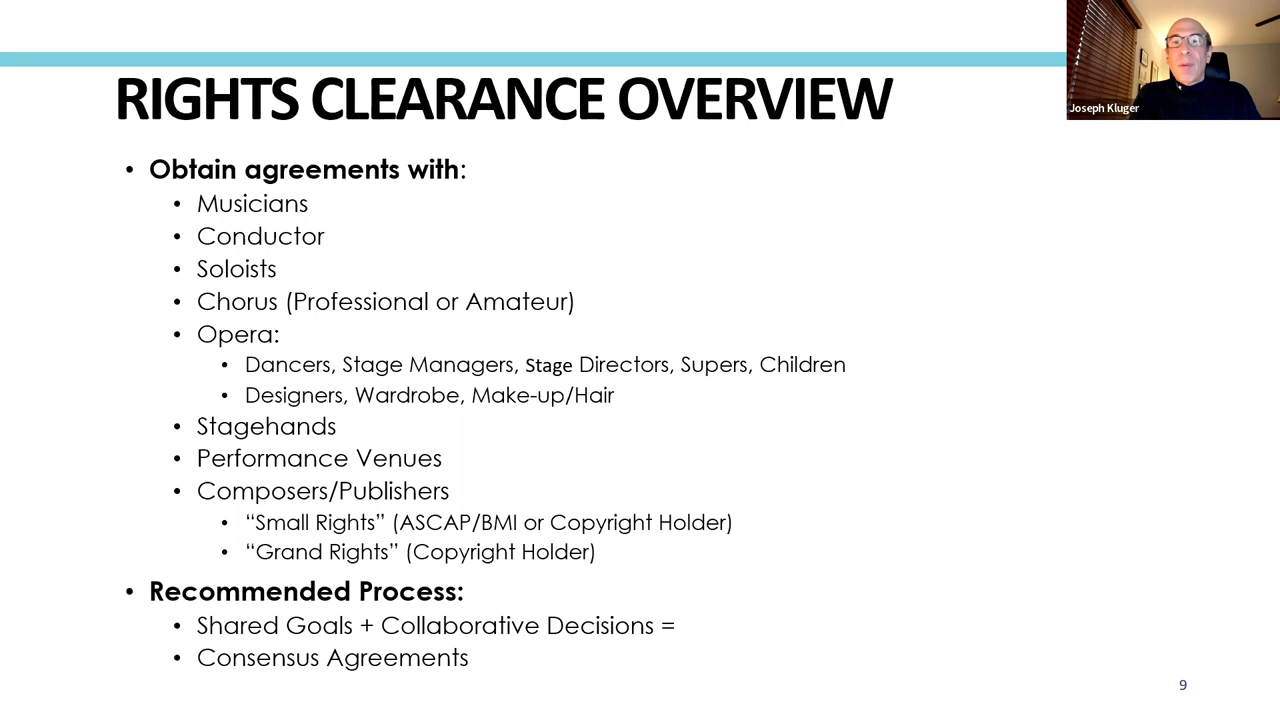 RIGHTS CLEARANCE OVERVIEW
Joseph Kluger
• Obtain agreements with:
• Musicians
• Conductor
• Soloists
• Chorus (Professional or Amateur)
• Opera:
• Dancers, Stage Managers, Stage Directors, Supers, Children
• Designers, Wardrobe, Make-up/Hair
• Stagehands
• Performance Venues
• Composers/Publishers
• “Small Rights” (ASCAP/BMI or Copyright Holder)
• “Grand Rights” (Copyright Holder)
• Recommended Process:
• Shared Goals + Collaborative Decisions =
• Consensus Agreements
9